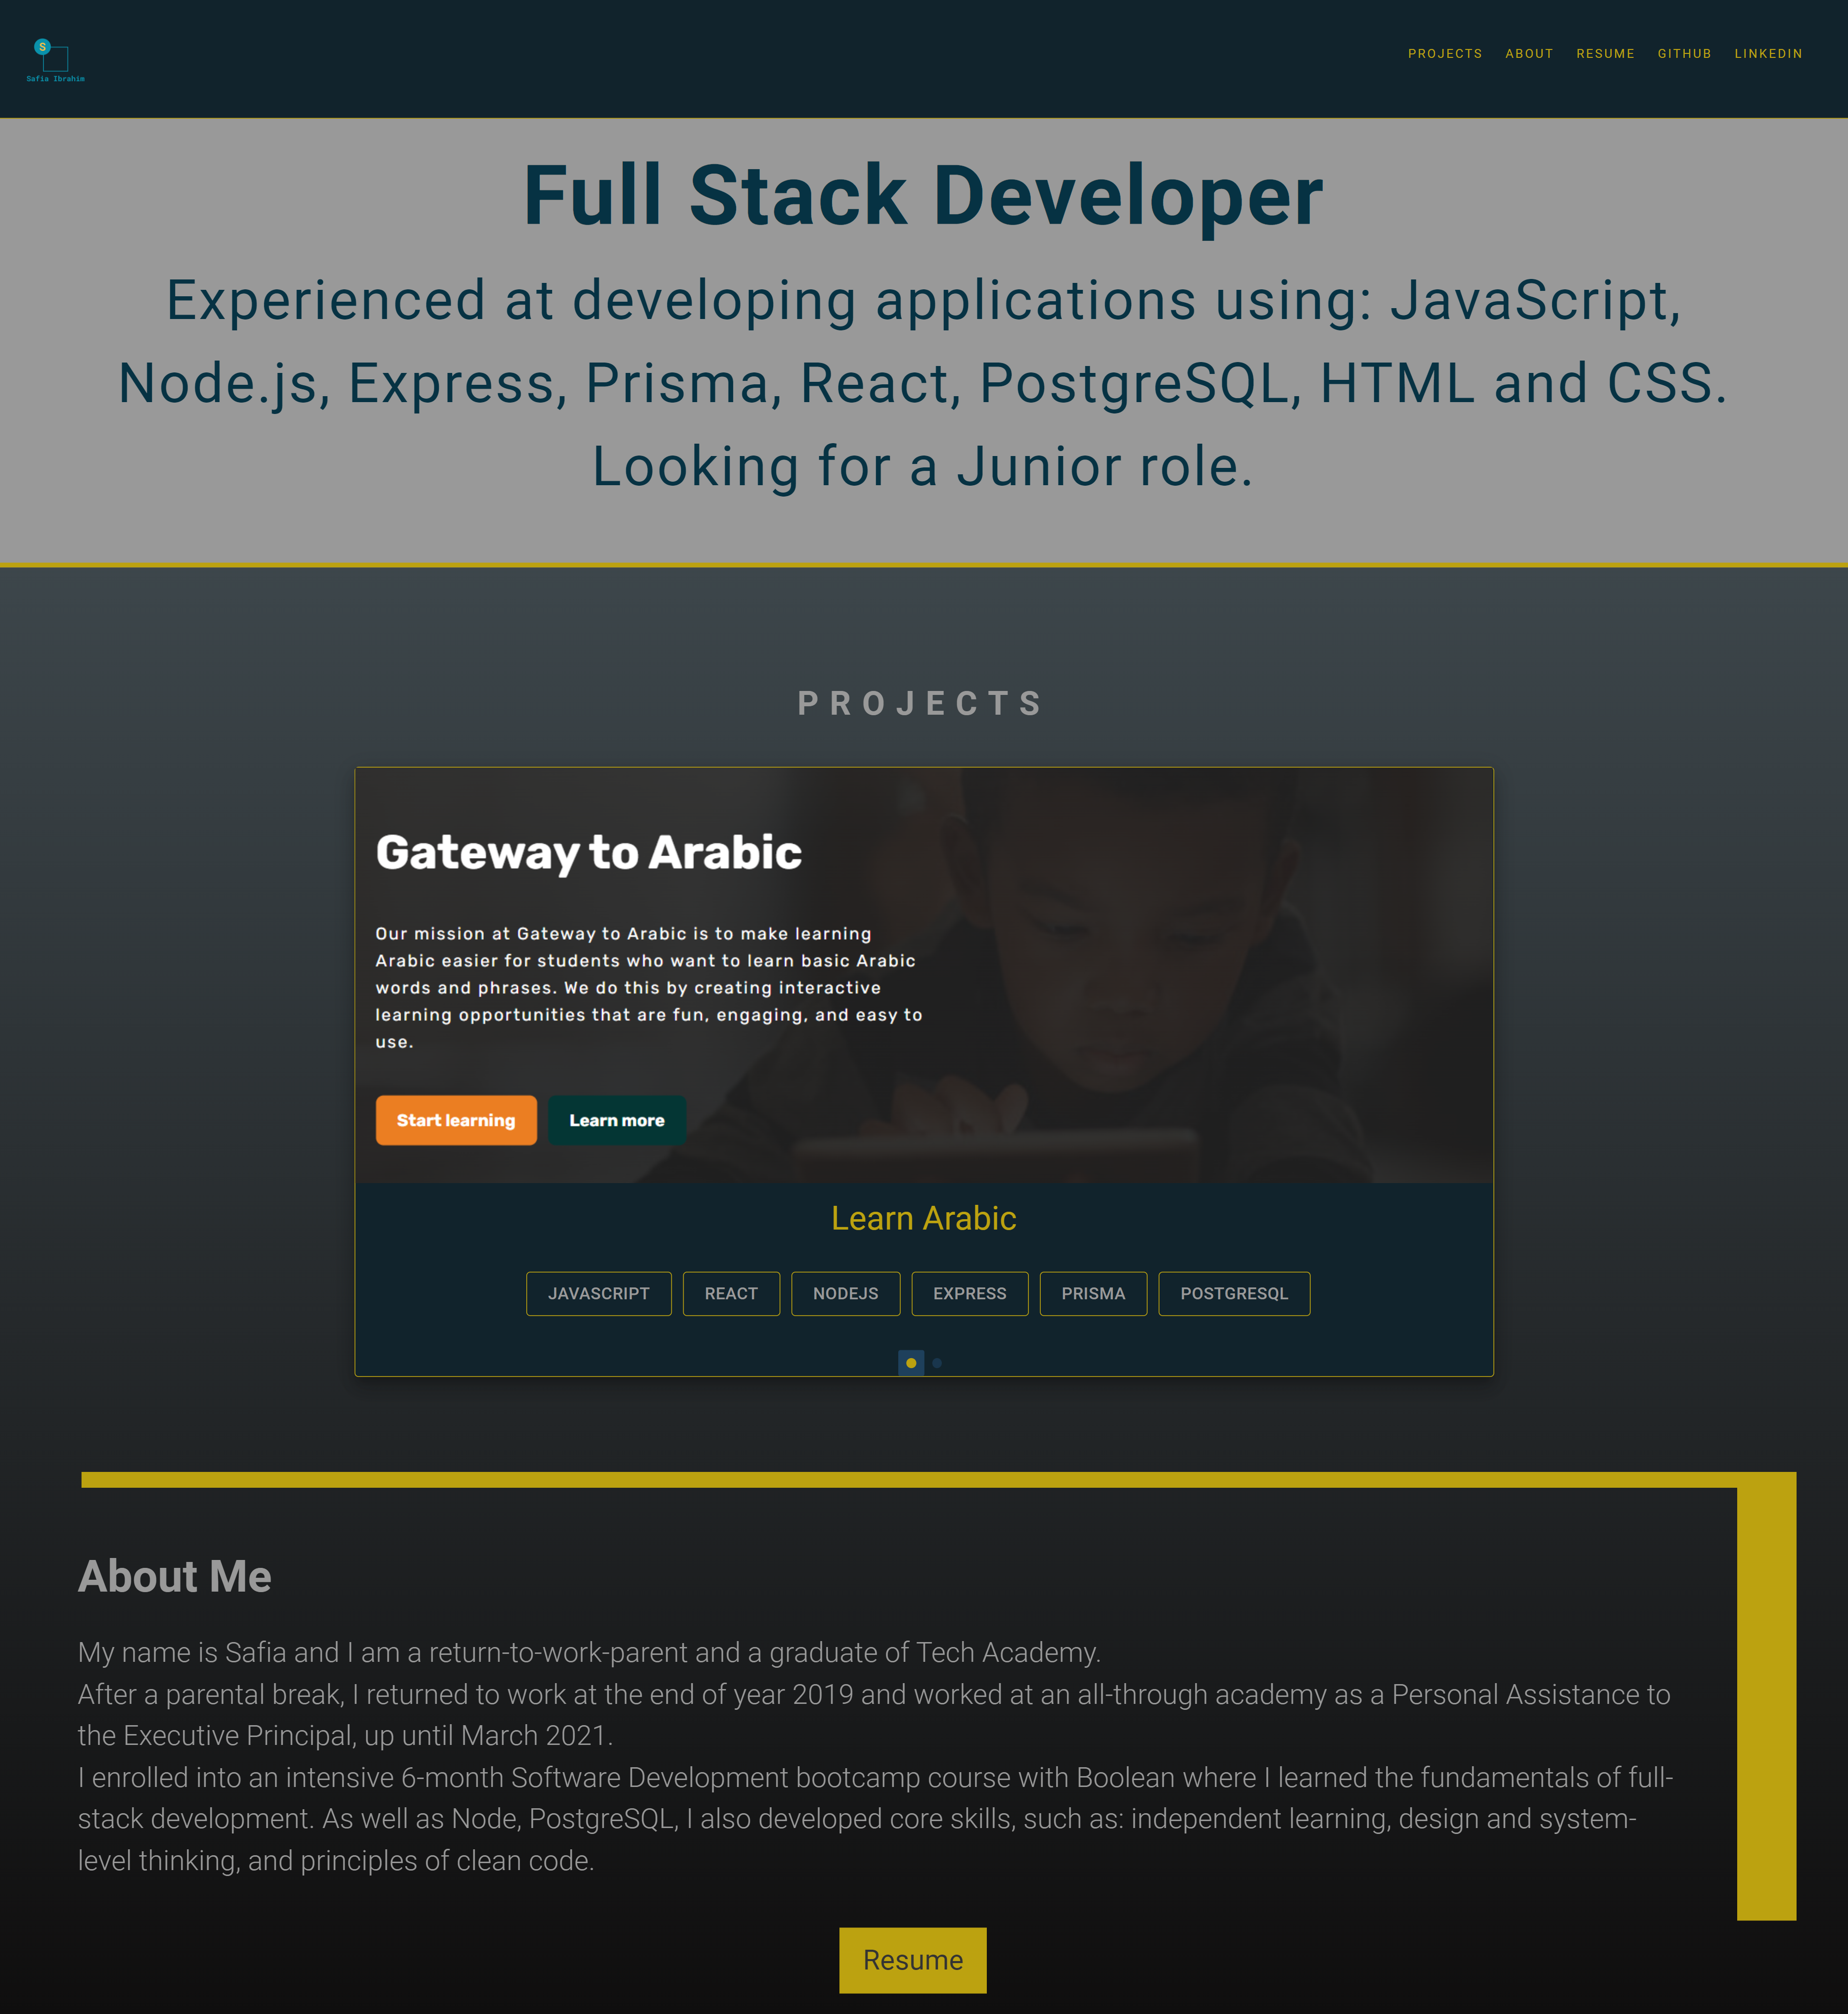 S
Safia Ibrahim
PROJECTS ABOUT RESUME GITHUB LINKEDIN
Full Stack Developer
Experienced at developing applications using: JavaScript,
Node.js, Express, Prisma, React, PostgreSQL, HTML and CSS.
Looking for a Junior role.
PROJECTS
Gateway to Arabic
Our mission at Gateway to Arabic is to make learning
Arabic easier for students who want to learn basic Arabic
words and phrases. We do this by creating interactive
learning opportunities that are fun, engaging, and easy to
use.
Start learning Learn more
Learn Arabic
JAVASCRIPT REACT NODEJS EXPRESS PRISMA POSTGRESQL
About Me
My name is Safia and I am a return-to-work-parent and a graduate of Tech Academy.
After a parental break, I returned to work at the end of year 2019 and worked at an all-through academy as a Personal Assistance to
the Executive Principal, up until March 2021.
I enrolled into an intensive 6-month Software Development bootcamp course with Boolean where I learned the fundamentals of full-
stack development. As well as Node, PostgreSQL, I also developed core skills, such as: independent learning, design and system-
level thinking, and principles of clean code.
Resume